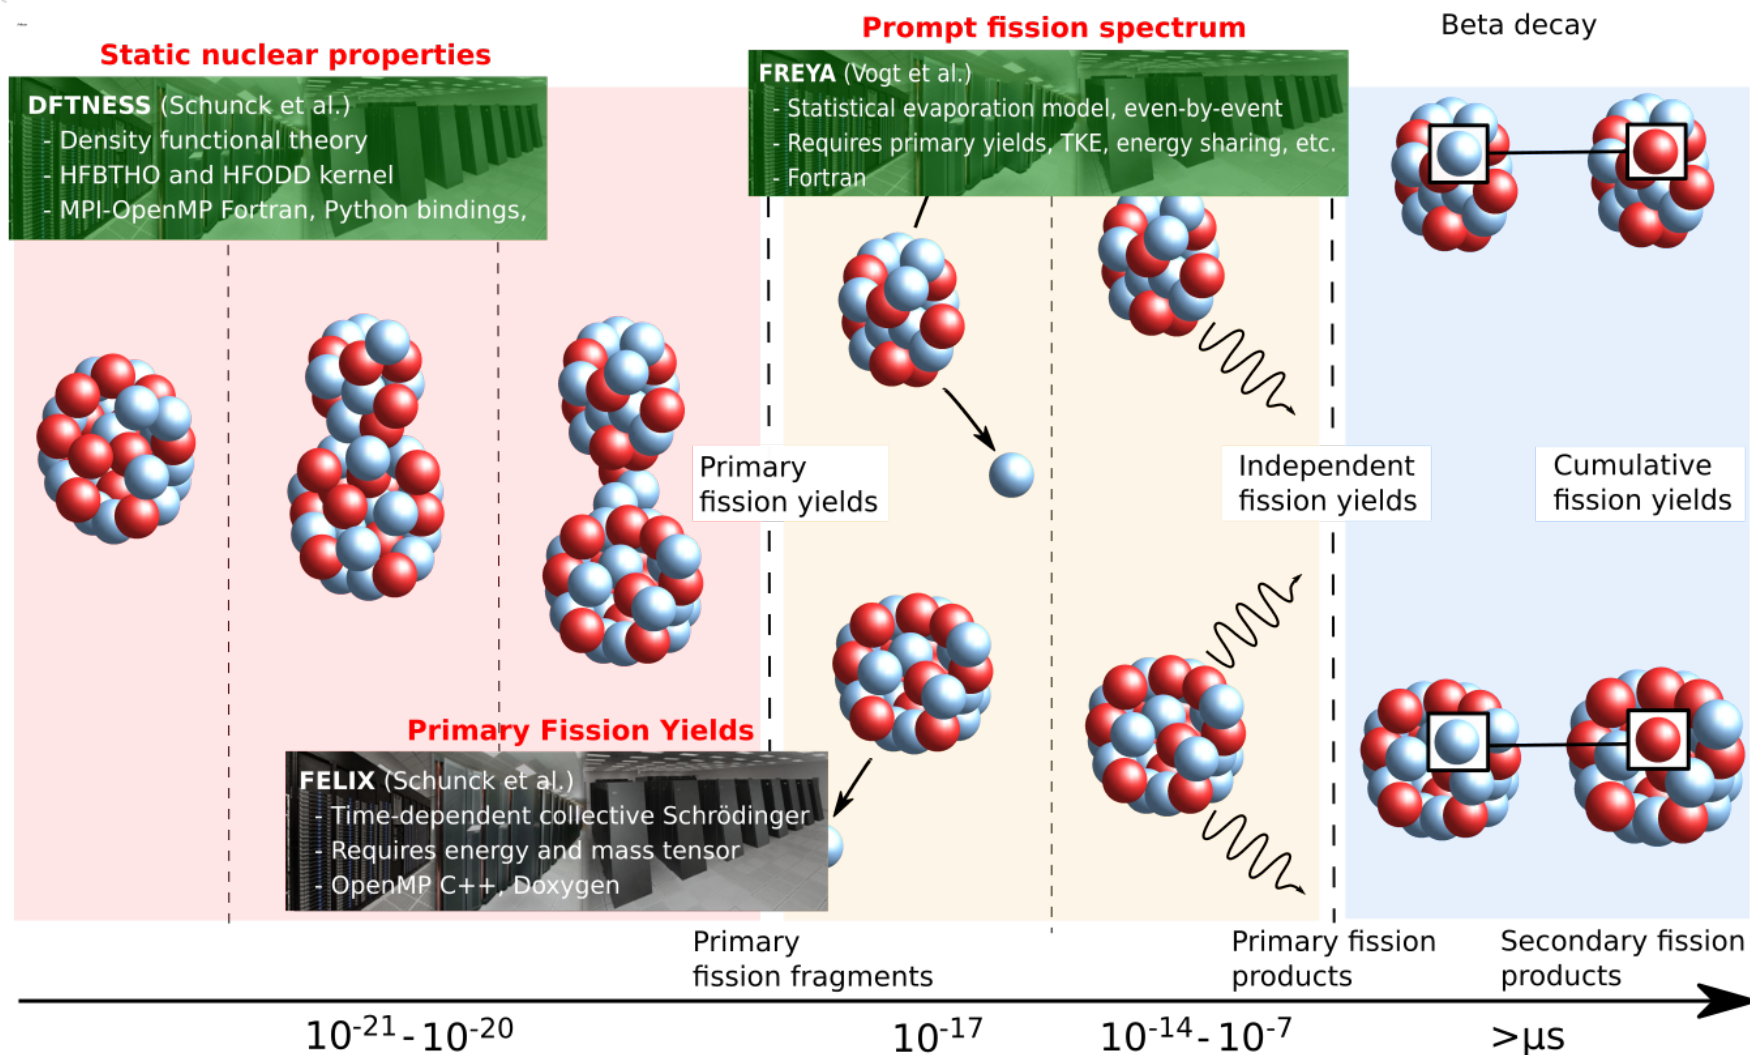 Static nuclear properties
DFTNESS (Schunck et al.)
- Density functional theory
- HFBTHO and HFODD kernel
- MPI-OpenMP Fortran, Python bindings,
Prompt fission spectrum
FREYA (Vogt et al.)
- Statistical evaporation model, even-by-event
- Requires primary yields, TKE, energy sharing, etc.
- Fortran
Beta decay
Primary
fission yields
Independent
fission yields
Cumulative
fission yields
Primary Fission Yields
FELIX (Schunck et al.)
- Time-dependent collective Schrödinger
- Requires energy and mass tensor
- OpenMP C++, Doxygen
Primary
fission fragments
Primary fission
products
Secondary fission
products
10⁻²¹ - 10⁻²⁰
10⁻¹⁷
10⁻¹⁴ - 10⁻⁷
>μs